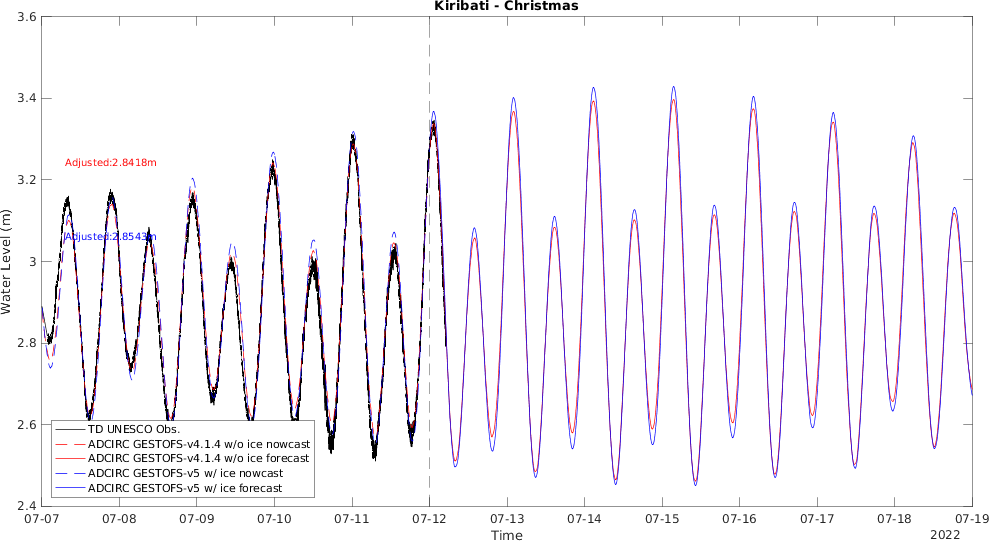 Kiribati - Christmas
Water Level (m)
3.6
3.4
3.2
3
2.8
2.6
2.4
Adjusted:2.8418m
Adjusted:2.8543m
TD UNESCO Obs.
ADCIRC GESTOFS-v4.1.4 w/o ice nowcast
ADCIRC GESTOFS-v4.1.4 w/o ice forecast
ADCIRC GESTOFS-v5 w/ ice nowcast
ADCIRC GESTOFS-v5 w/ ice forecast
07-07 07-08 07-09 07-10 07-11 07-12 07-13 07-14 07-15 07-16 07-17 07-18 07-19
Time
2022